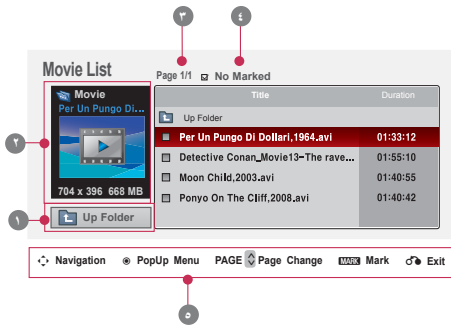 ٣ ٤
Movie List
Page 1/1 No Marked
Movie
Per Un Pungo Di...
704 x 396 668 MB
Up Folder
Title Duration
Up Folder
Per Un Pungo Di Dollari,1964.avi 01:33:12
Detective Conan_Movie13-The rave... 01:55:10
Moon Child,2003.avi 01:40:55
Ponyo On The Cliff,2008.avi 01:40:42
٢
١
Navigation PopUp Menu PAGE Page Change MARK Mark Exit
٥